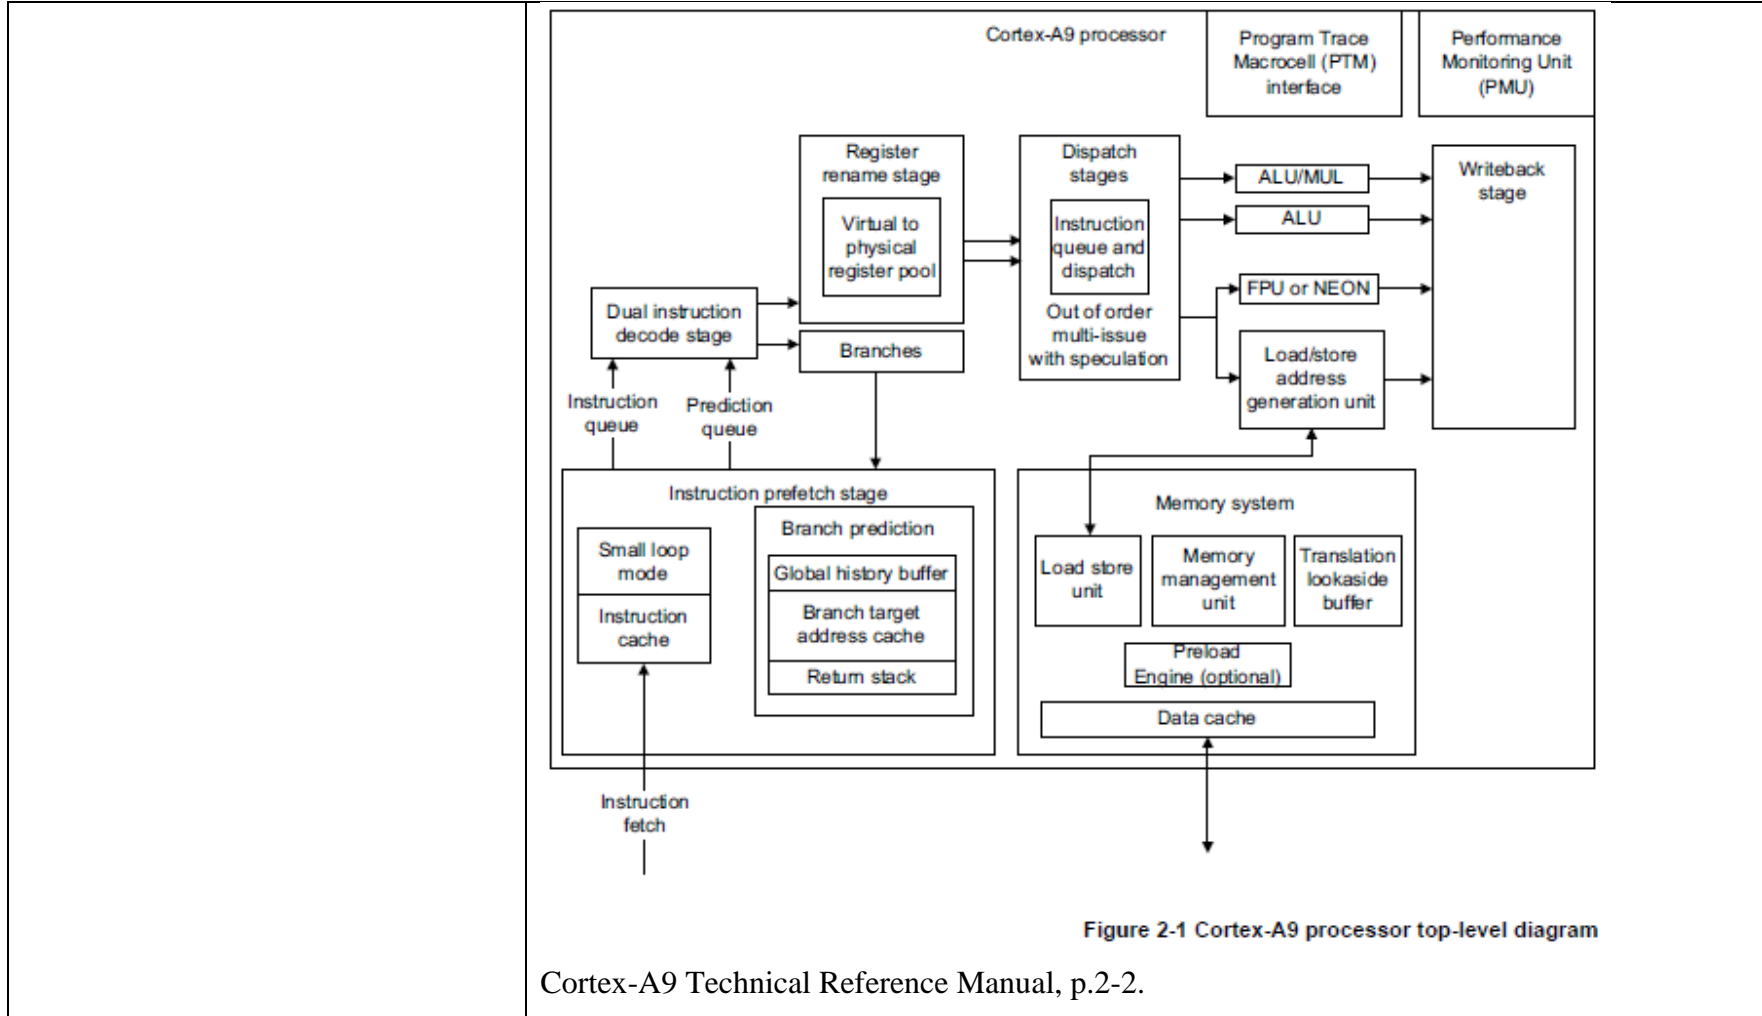 Cortex-A9 processor
Program Trace
Macrocell (PTM)
interface
Performance
Monitoring Unit
(PMU)
Register
rename stage
Virtual to
physical
register pool
Dispatch
stages
Instruction
queue and
dispatch
Out of order
multi-issue
with speculation
ALU/MUL
ALU
FPU or NEON
Load/store
address
generation unit
Writeback
stage
Dual instruction
decode stage
Branches
Instruction
queue
Prediction
queue
Instruction prefetch stage
Small loop
mode
Instruction
cache
Branch prediction
Global history buffer
Branch target
address cache
Return stack
Memory system
Load store
unit
Memory
management
unit
Translation
lookaside
buffer
Preload
Engine (optional)
Data cache
Instruction
fetch
Figure 2-1 Cortex-A9 processor top-level diagram
Cortex-A9 Technical Reference Manual, p.2-2.